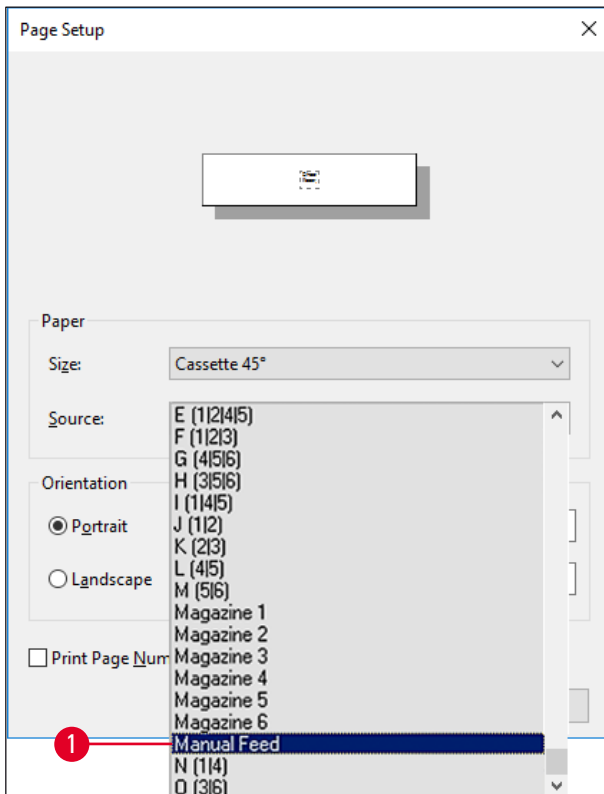 Page Setup
Paper
Size: Cassette 45°
Source:
E (1|2|4|5)
F (1|2|3)
G (4|5|6)
H (3|5|6)
I (1|4|5)
J (1|2)
K (2|3)
L (4|5)
M (5|6)
Magazine 1
Magazine 2
Magazine 3
Magazine 4
Magazine 5
Magazine 6
1 Manual Feed
N (1|4)
O (3|6)
Orientation
Portrait
Landscape
Print Page Num